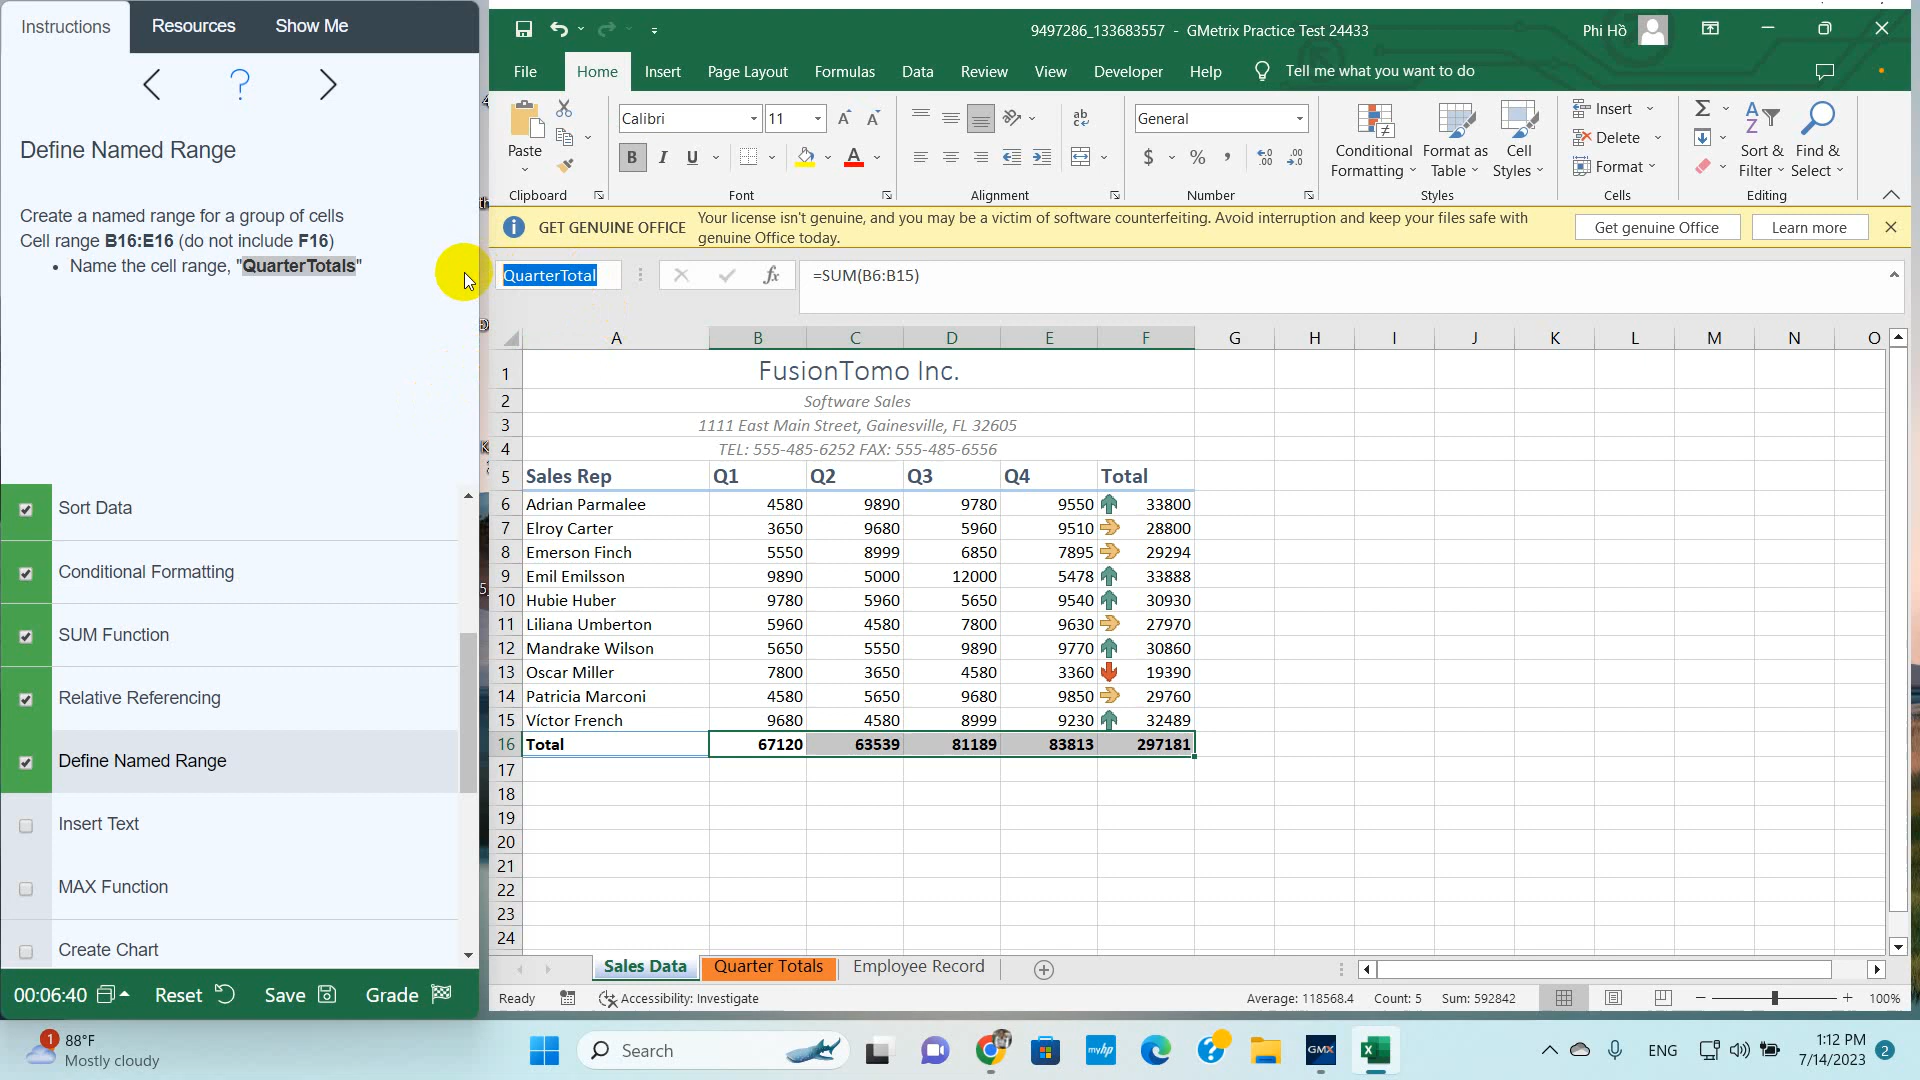 Instructions
Resources
Show Me
Define Named Range
Create a named range for a group of cells
Cell range B16:E16 (do not include F16)
• Name the cell range, "QuarterTotals"
Sort Data
Conditional Formatting
SUM Function
Relative Referencing
Define Named Range
Insert Text
MAX Function
Create Chart
00:06:40
Reset
Save
Grade
9497286_133683557 - GMetrix Practice Test 24433
Phi Hồ
File
Home
Insert
Page Layout
Formulas
Data
Review
View
Developer
Help
Tell me what you want to do
Paste
Clipboard
Calibri
11
B I U
A
Font
ab
Alignment
General
$ % ,
Number
Conditional Formatting
Format as Table
Cell Styles
Styles
Insert
Delete
Format
Cells
Sort & Filter
Find & Select
Editing
GET GENUINE OFFICE
Your license isn't genuine, and you may be a victim of software counterfeiting. Avoid interruption and keep your files safe with
genuine Office today.
Get genuine Office
Learn more
QuarterTotal
fx
=SUM(B6:B15)
A B C D E F G H I J K L M N O
1 FusionTomo Inc.
2 Software Sales
3 1111 East Main Street, Gainesville, FL 32605
4 TEL: 555-485-6252 FAX: 555-485-6556
5 Sales Rep Q1 Q2 Q3 Q4 Total
6 Adrian Parmalee 4580 9890 9780 9550 33800
7 Elroy Carter 3650 9680 5960 9510 28800
8 Emerson Finch 5550 8999 6850 7895 29294
9 Emil Emilsson 9890 5000 12000 5478 33888
10 Hubie Huber 9780 5960 5650 9540 30930
11 Liliana Umberton 5960 4580 7800 9630 27970
12 Mandrake Wilson 5650 5550 9890 9770 30860
13 Oscar Miller 7800 3650 4580 3360 19390
14 Patricia Marconi 4580 5650 9680 9850 29760
15 Víctor French 9680 4580 8999 9230 32489
16 Total 67120 63539 81189 83813 297181
17
18
19
20
21
22
23
24
Sales Data
Quarter Totals
Employee Record
Ready
Accessibility: Investigate
Average: 118568.4
Count: 5
Sum: 592842
100%
1
88°F
Mostly cloudy
Search
myhp
GMX
ENG
1:12 PM
7/14/2023
2